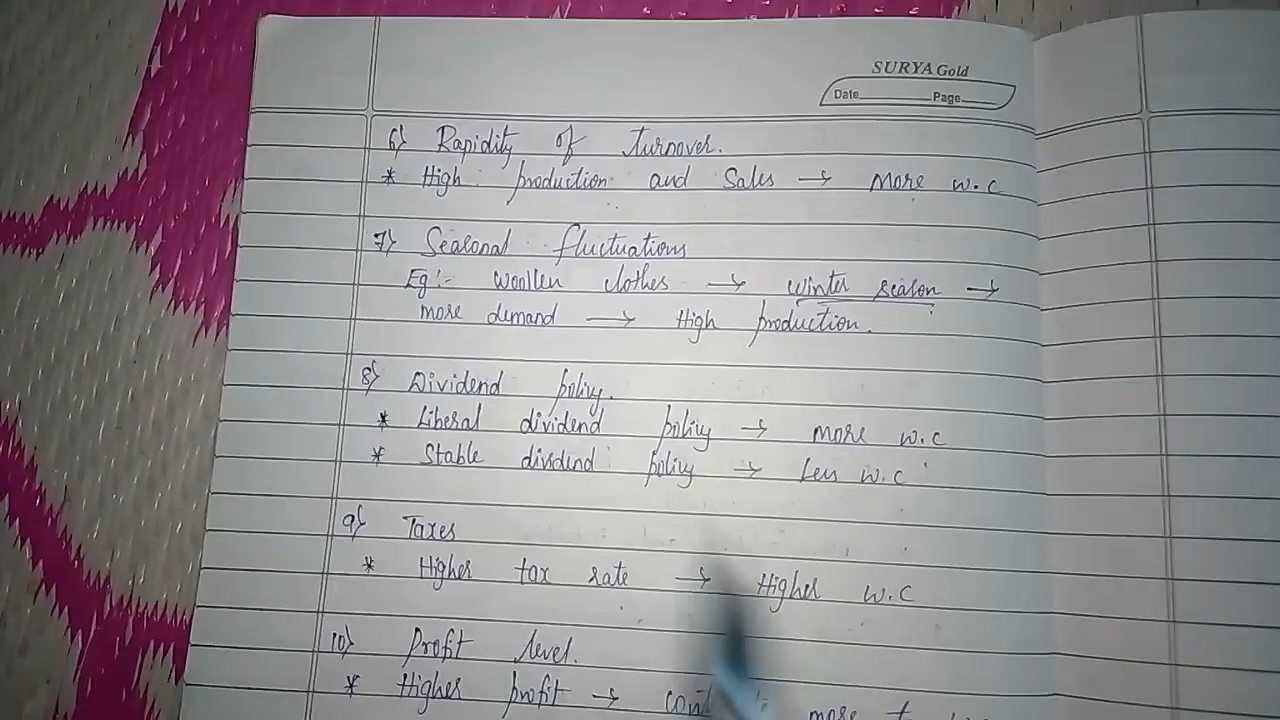 SURYA Gold
Date Page
6) Rapidity of turnover.
* High production and Sales → More w.c
7) Seasonal fluctuations
Eg:- woollen clothes → winter season →
more demand → High production.
8) Dividend policy.
* Liberal dividend policy → more w.c
* Stable dividend policy → Less w.c
9) Taxes
* Higher tax rate → Higher w.c
10) Profit level.
* Higher profit → more